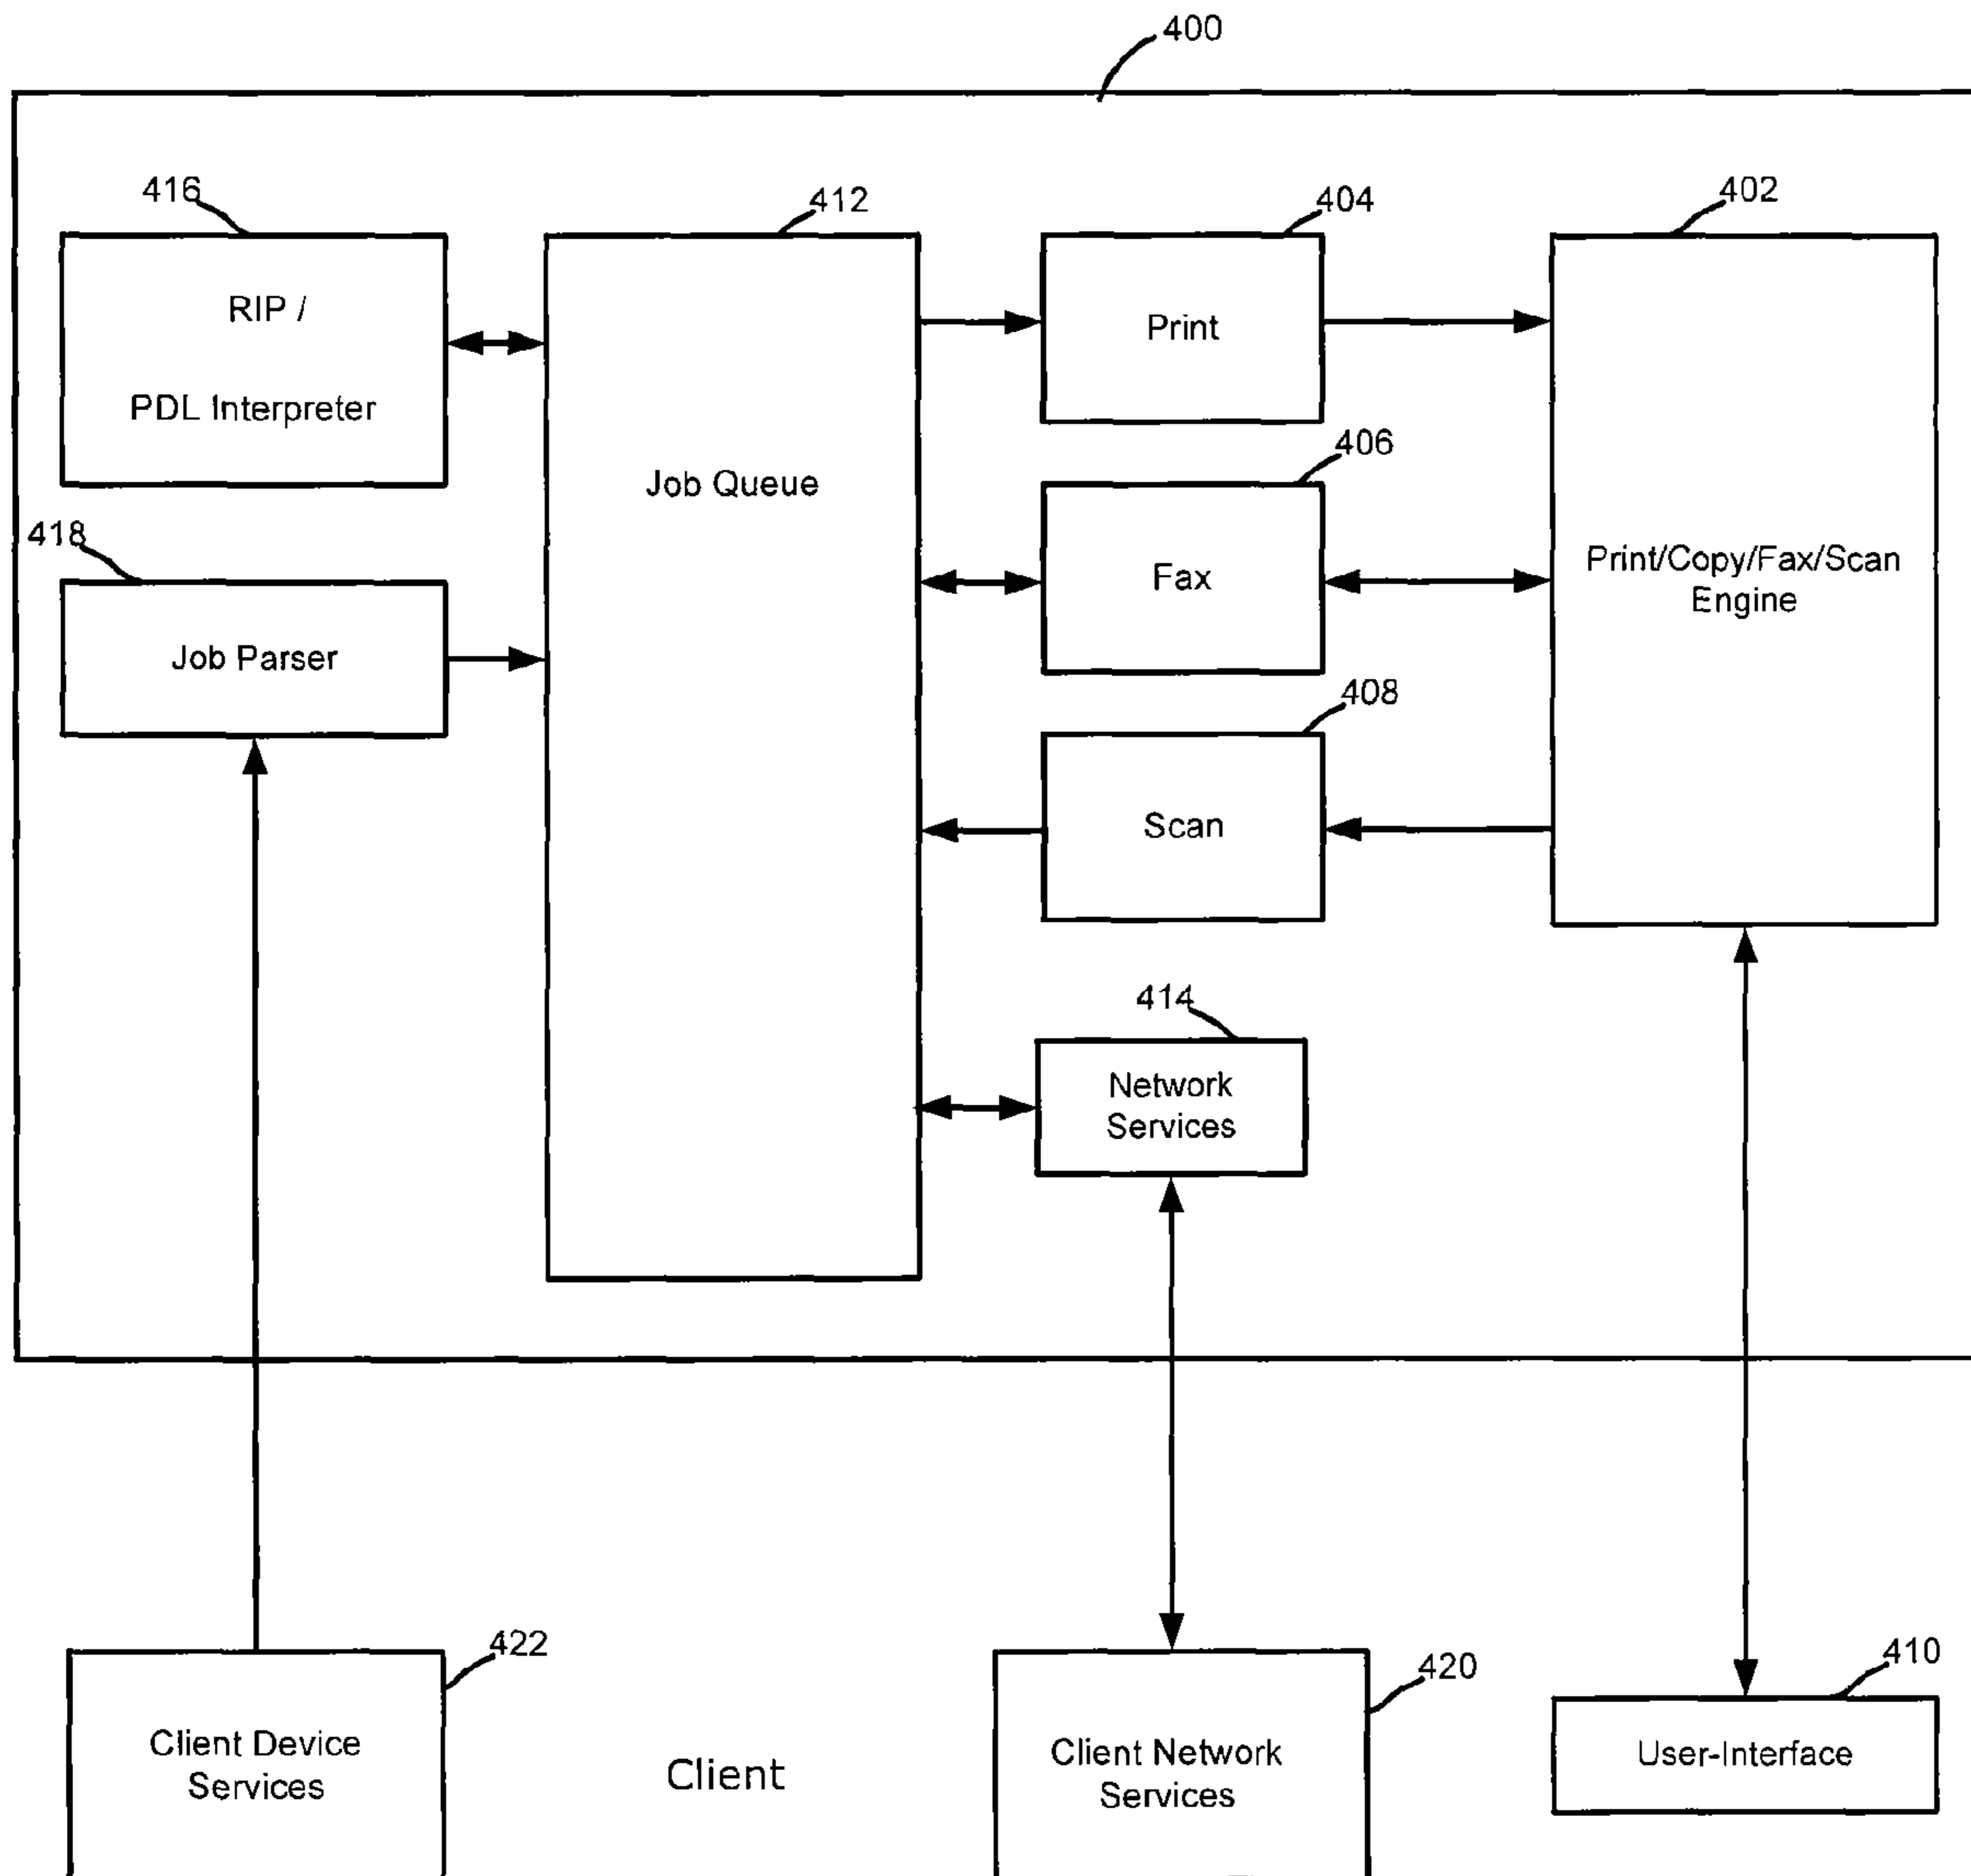 400
416
412
404
402
RIP /
PDL Interpreter
Print
406
Job Queue
418
Fax
Print/Copy/Fax/Scan
Engine
Job Parser
408
Scan
414
Network
Services
422
420
410
Client Device
Services
Client
Client Network
Services
User-Interface